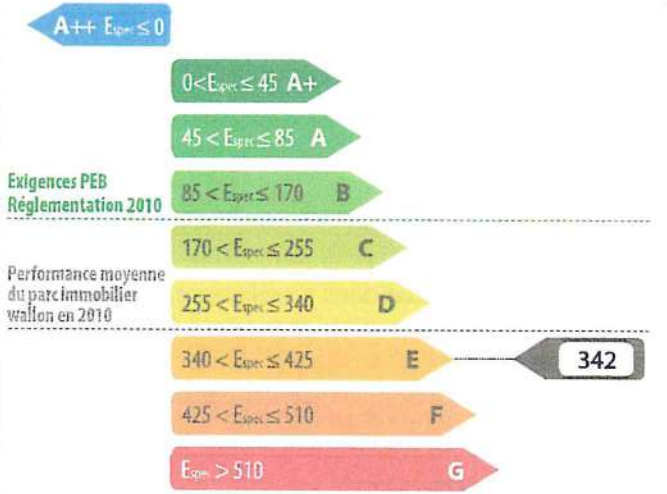 A++ Espec ≤ 0
0 < Espec ≤ 45 A+
45 < Espec ≤ 85 A
Exigences PEB
Réglementation 2010
85 < Espec ≤ 170 B
170 < Espec ≤ 255 C
Performance moyenne
du parc immobilier
wallon en 2010
255 < Espec ≤ 340 D
340 < Espec ≤ 425 E
342
425 < Espec ≤ 510 F
Espec > 510 G